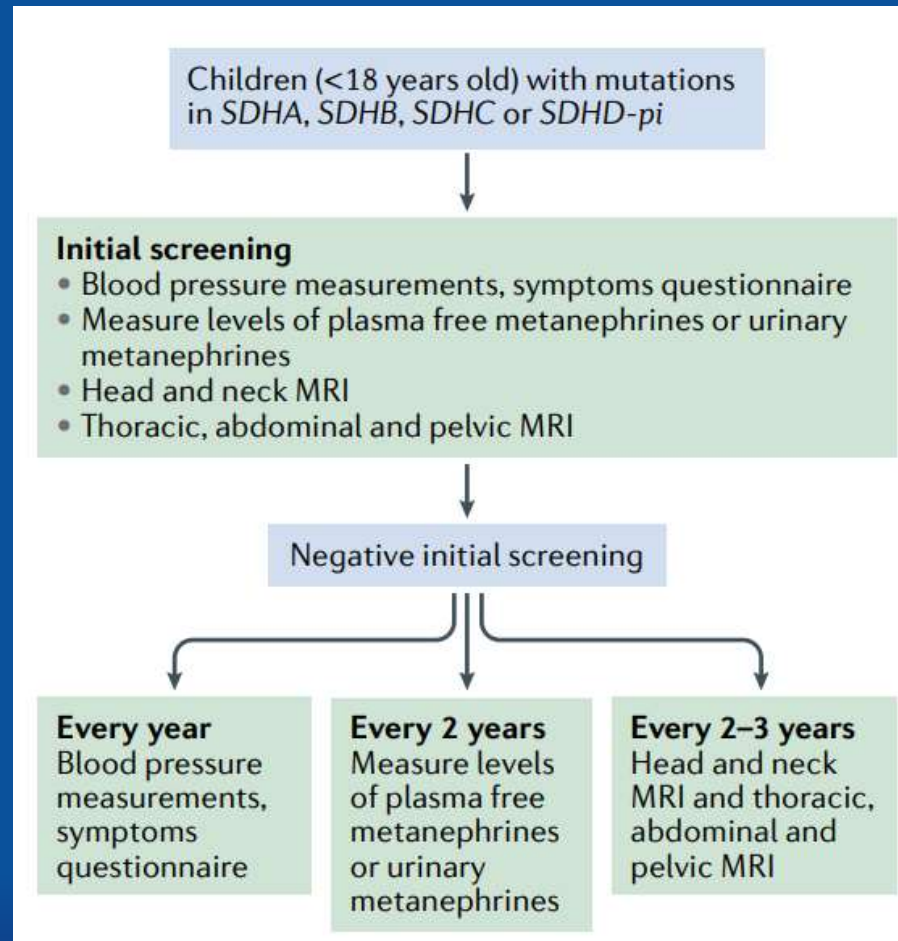 Children (<18 years old) with mutations
in SDHA, SDHB, SDHC or SDHD-pi
Initial screening
• Blood pressure measurements, symptoms questionnaire
• Measure levels of plasma free metanephrines or urinary
metanephrines
• Head and neck MRI
• Thoracic, abdominal and pelvic MRI
Negative initial screening
Every year
Blood pressure
measurements,
symptoms
questionnaire
Every 2 years
Measure levels
of plasma free
metanephrines
or urinary
metanephrines
Every 2–3 years
Head and neck
MRI and thoracic,
abdominal and
pelvic MRI